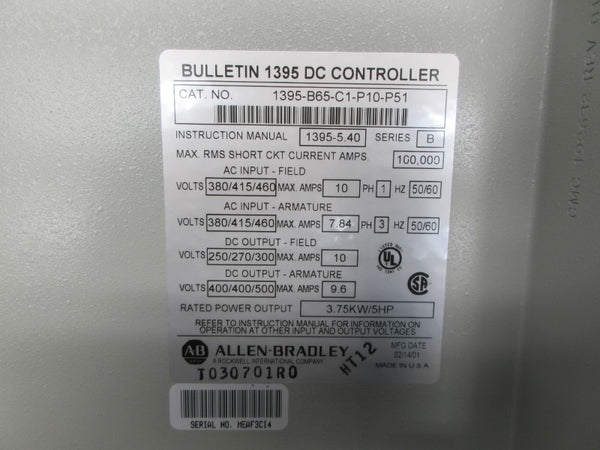 BULLETIN 1395 DC CONTROLLER
CAT. NO. 1395-B65-C1-P10-P51
INSTRUCTION MANUAL 1395-5.40 SERIES B
MAX. RMS SHORT CKT CURRENT AMPS. 100,000
AC INPUT - FIELD
VOLTS 380/415/460 MAX. AMPS 10 PH 1 HZ 50/60
AC INPUT - ARMATURE
VOLTS 380/415/460 MAX. AMPS 7.84 PH 3 HZ 50/60
DC OUTPUT - FIELD
VOLTS 250/270/300 MAX. AMPS 10
DC OUTPUT - ARMATURE
VOLTS 400/400/500 MAX. AMPS 9.6
UL
SA
RATED POWER OUTPUT 3.75KW/5HP
REFER TO INSTRUCTION MANUAL FOR INFORMATION ON
OPERATION AT OTHER INPUT AND OUTPUT VOLTAGES
AB ALLEN-BRADLEY
A ROCKWELL INTERNATIONAL COMPANY
HT12
MFG DATE
02/14/01
MADE IN U.S.A.
T030701R0
SERIAL NO. MEAF3CI4